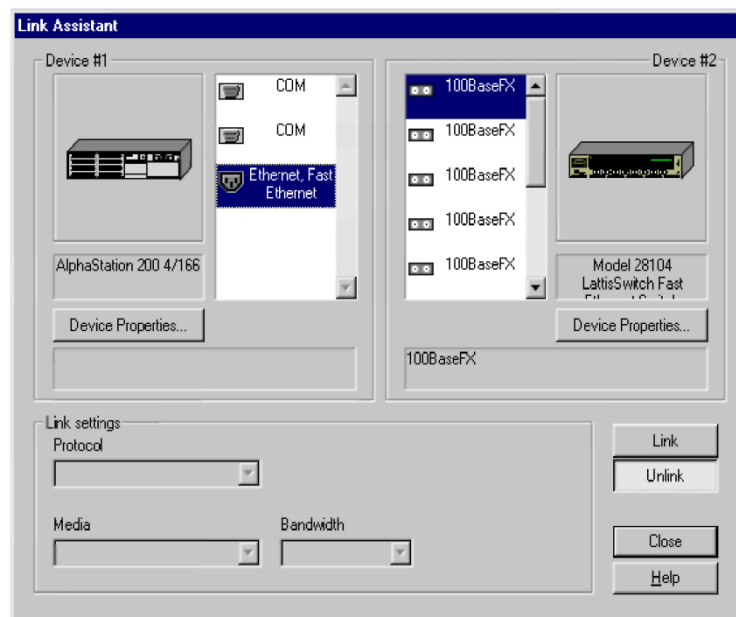 Link Assistant
Device #1
COM
COM
Ethernet, Fast
Ethernet
AlphaStation 200 4/166
Device Properties...
Device #2
100BaseFX
100BaseFX
100BaseFX
100BaseFX
100BaseFX
Model 28104
LattisSwitch Fast
Device Properties...
100BaseFX
Link settings
Protocol
Media
Bandwidth
Link
Unlink
Close
Help